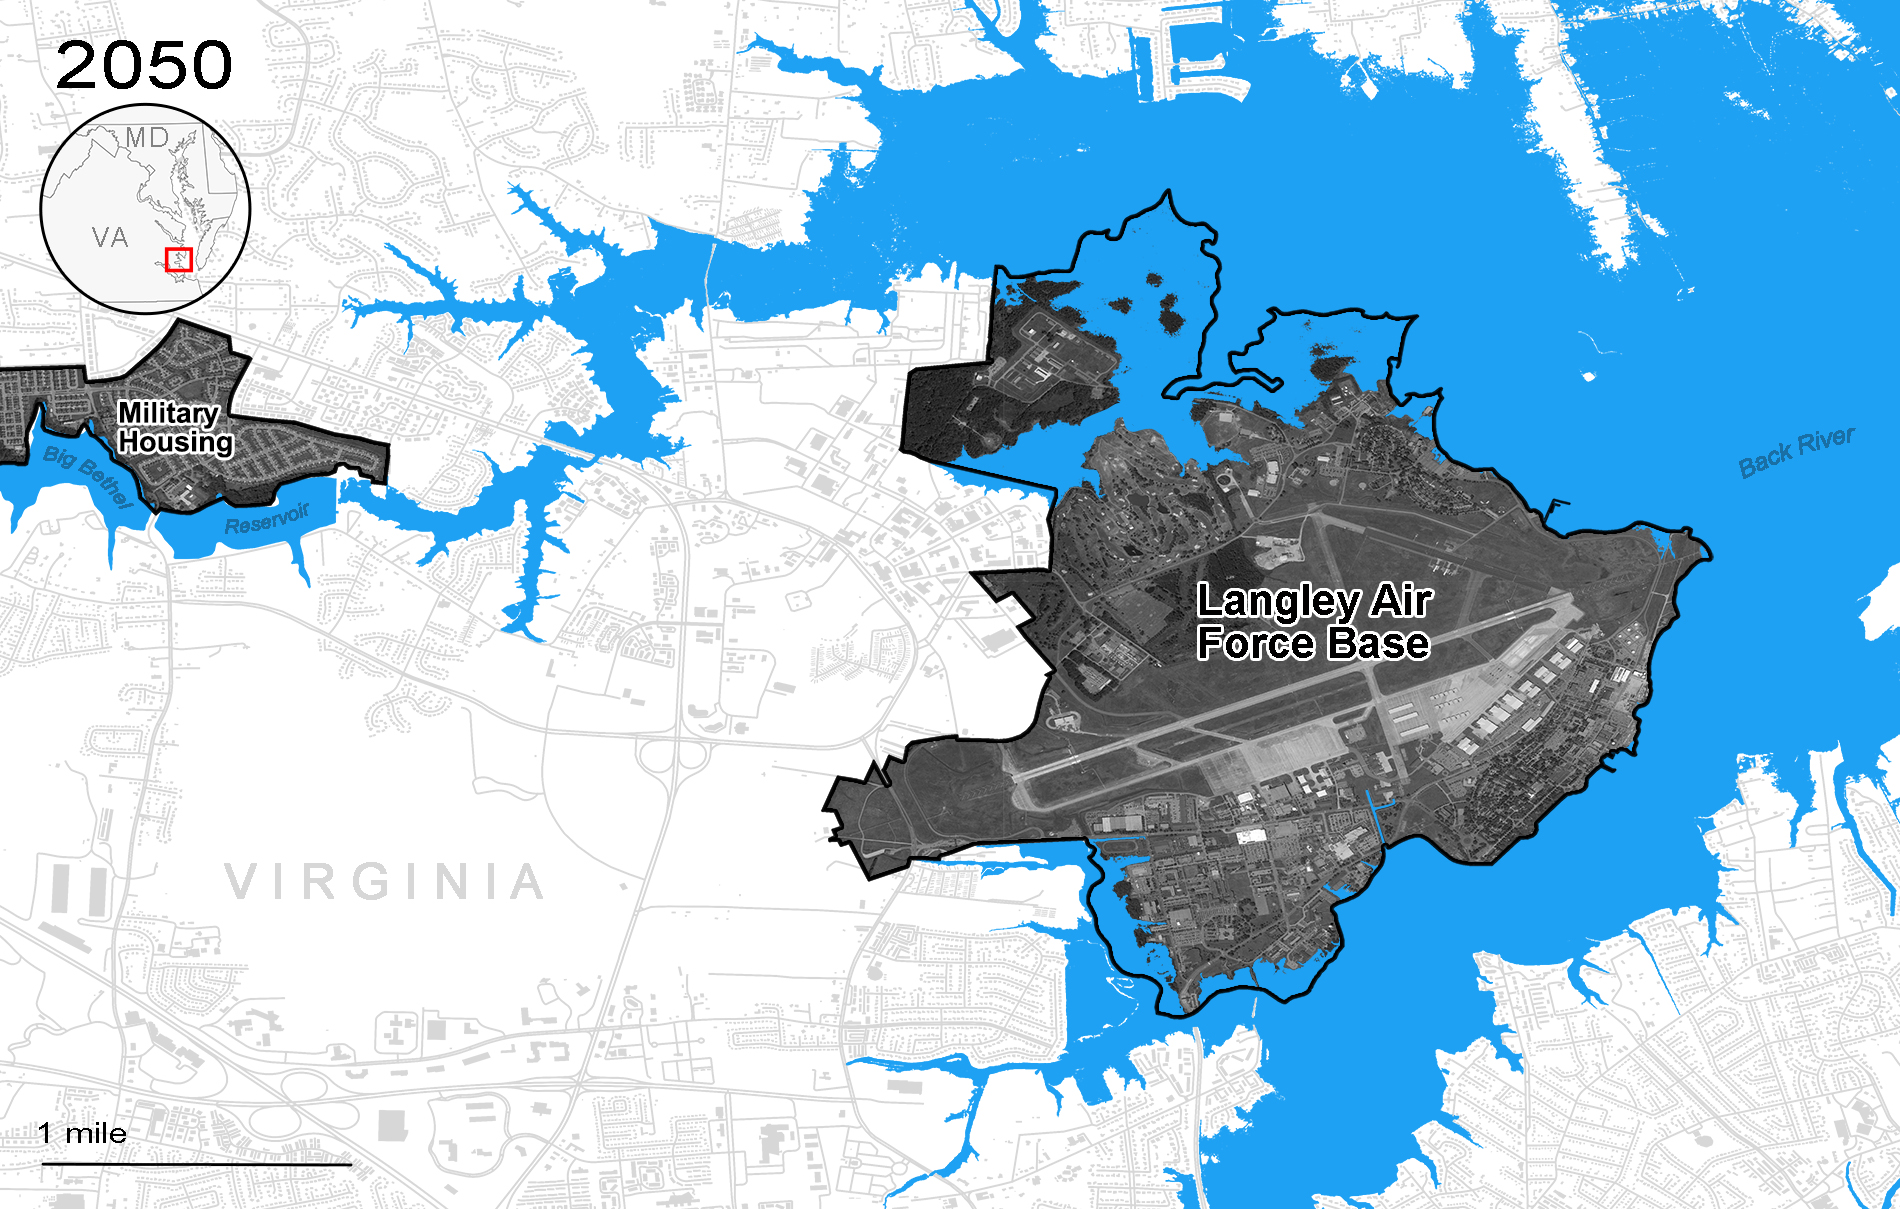 2050
MD
VA
Military
Housing
Big Bethel
Reservoir
Back River
Langley Air
Force Base
VIRGINIA
1 mile